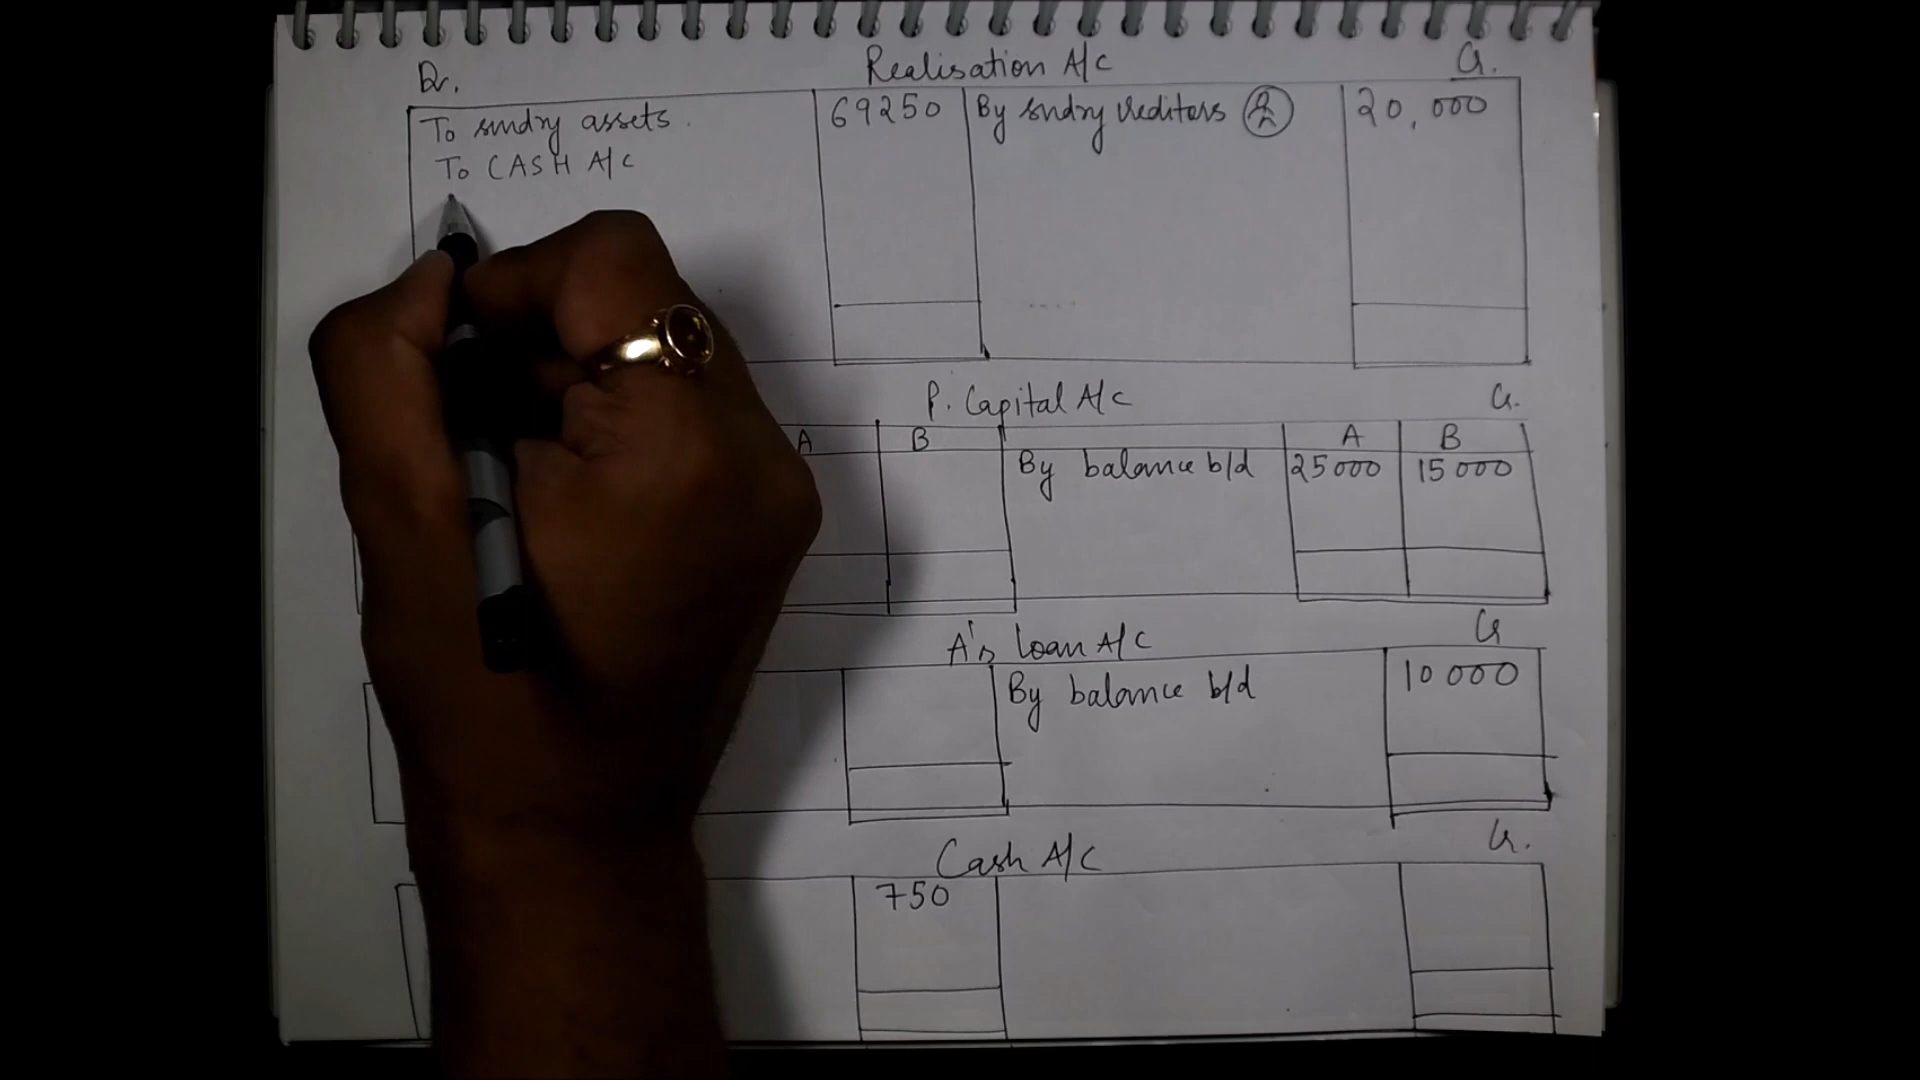 Realisation A/c
Dr. Cr.
To sundry assets. 69250 By sndry creditors 20,000
To CASH A/C
P. Capital A/c Cr.
A B A B
By balance b/d 25000 15000
A's loan A/c Cr
By balance b/d 10000
Cash A/c Cr.
750